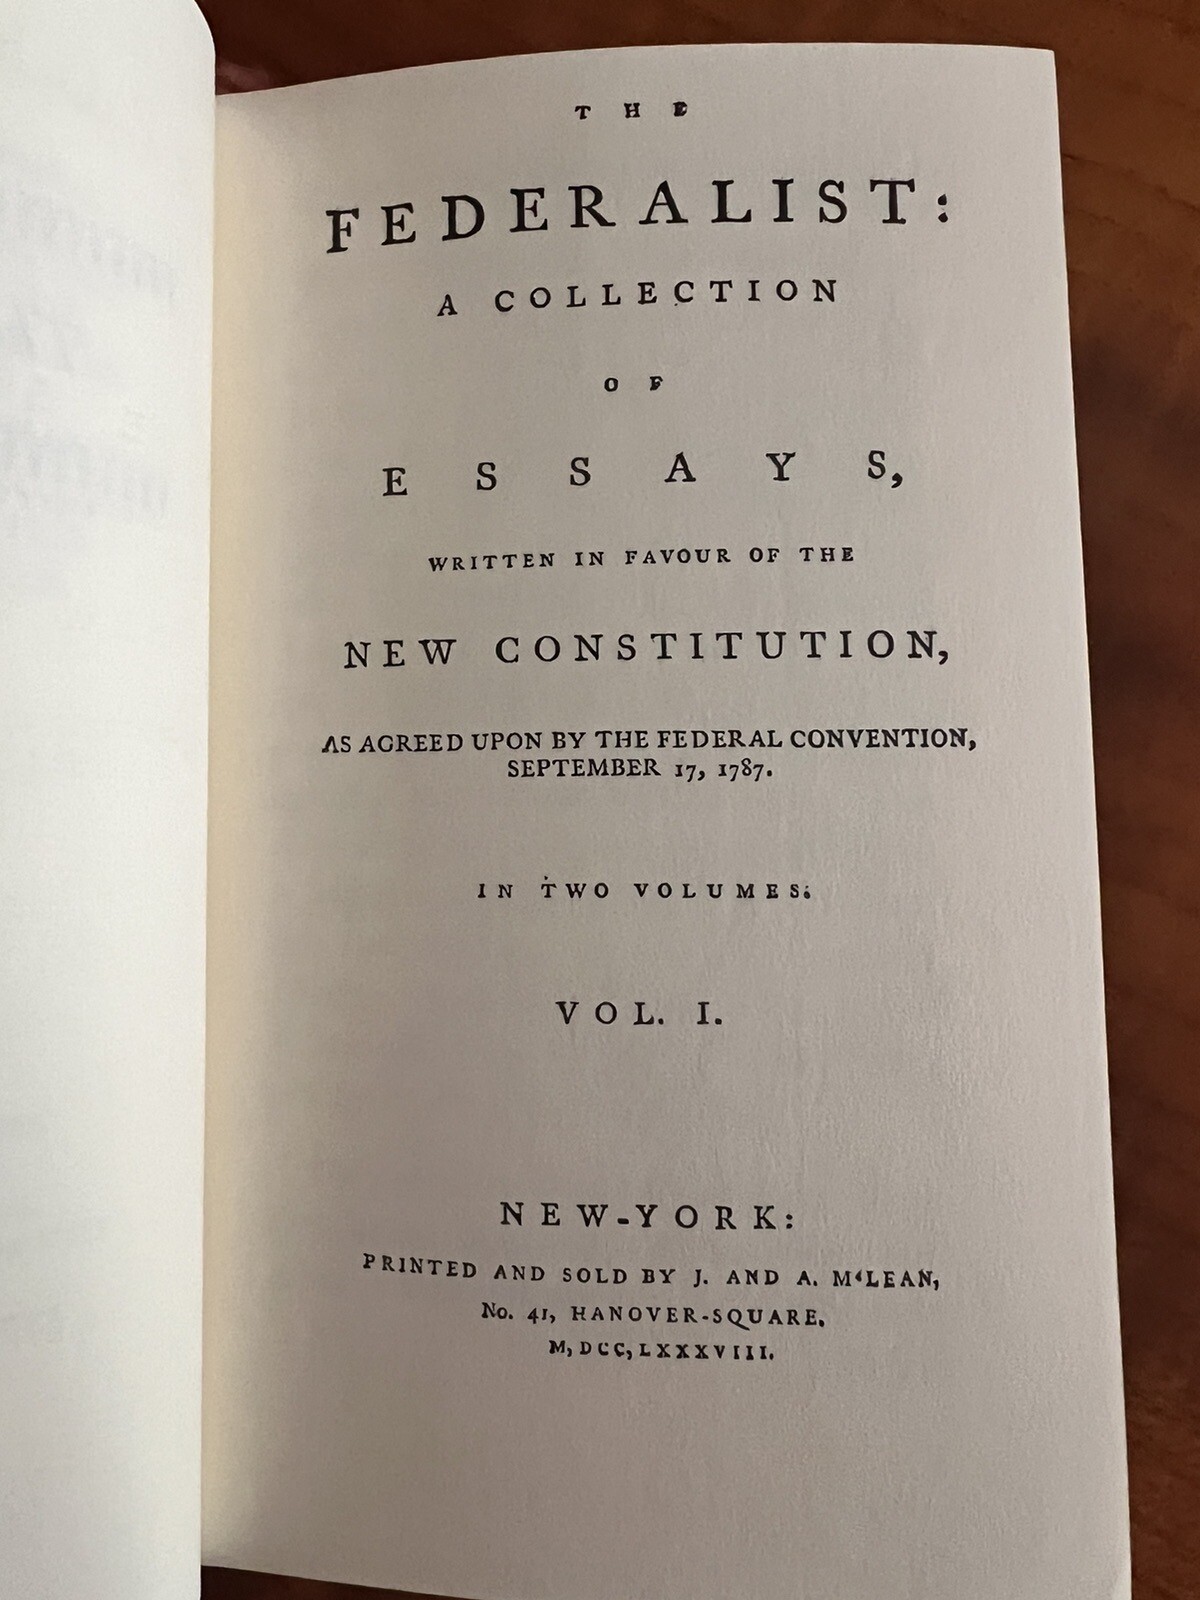 THE
FEDERALIST:
A COLLECTION
OF
ESSAYS,
WRITTEN IN FAVOUR OF THE
NEW CONSTITUTION,
AS AGREED UPON BY THE FEDERAL CONVENTION,
SEPTEMBER 17, 1787.
IN TWO VOLUMES.
VOL. I.
NEW-YORK:
PRINTED AND SOLD BY J. AND A. M‘LEAN,
No. 41, HANOVER-SQUARE.
M,DCC,LXXXVIII.